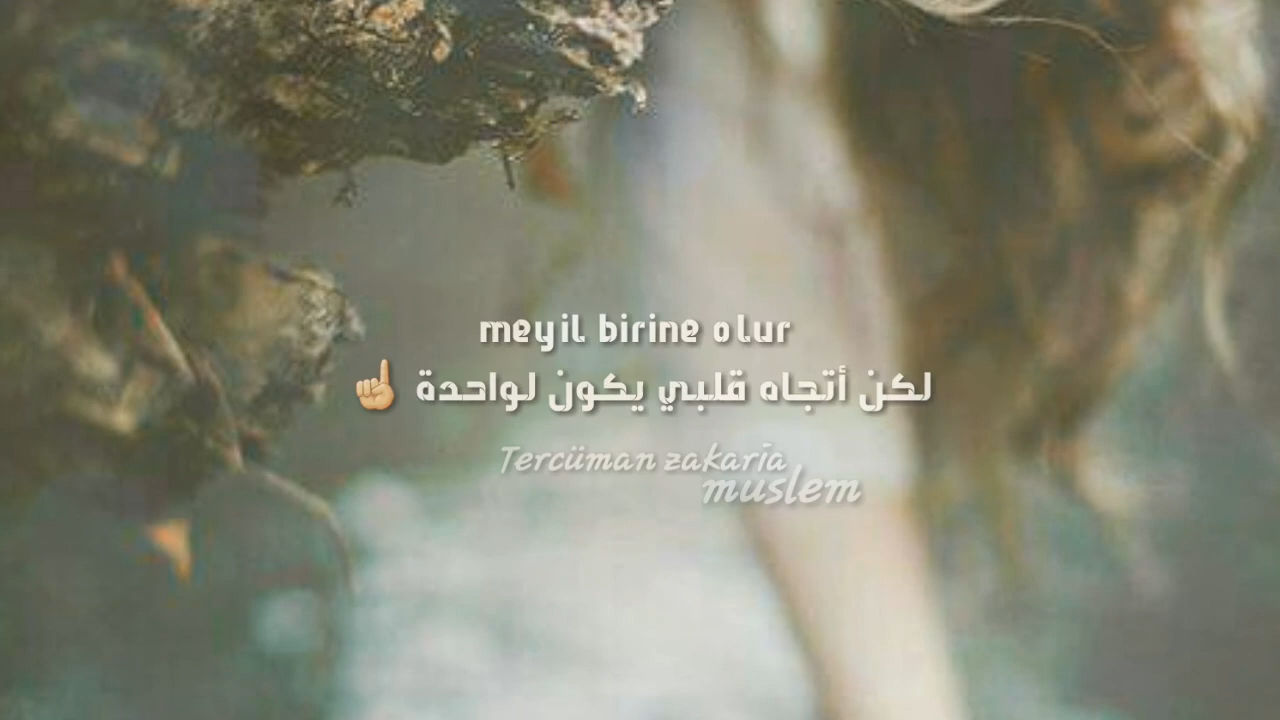 meyil birine olur
لكن أتجاه قلبي يكون لواحدة ☝🏼
Tercüman zakaria
muslem